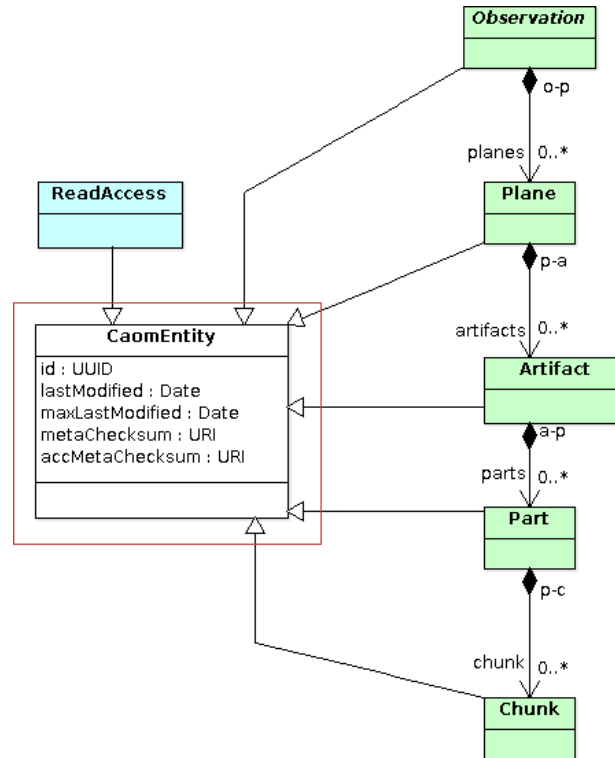 Observation
o-p
planes 0..*
ReadAccess
Plane
p-a
artifacts 0..*
CaomEntity
id : UUID
lastModified : Date
maxLastModified : Date
metaChecksum : URI
accMetaChecksum : URI
Artifact
a-p
parts 0..*
Part
p-c
chunk 0..*
Chunk